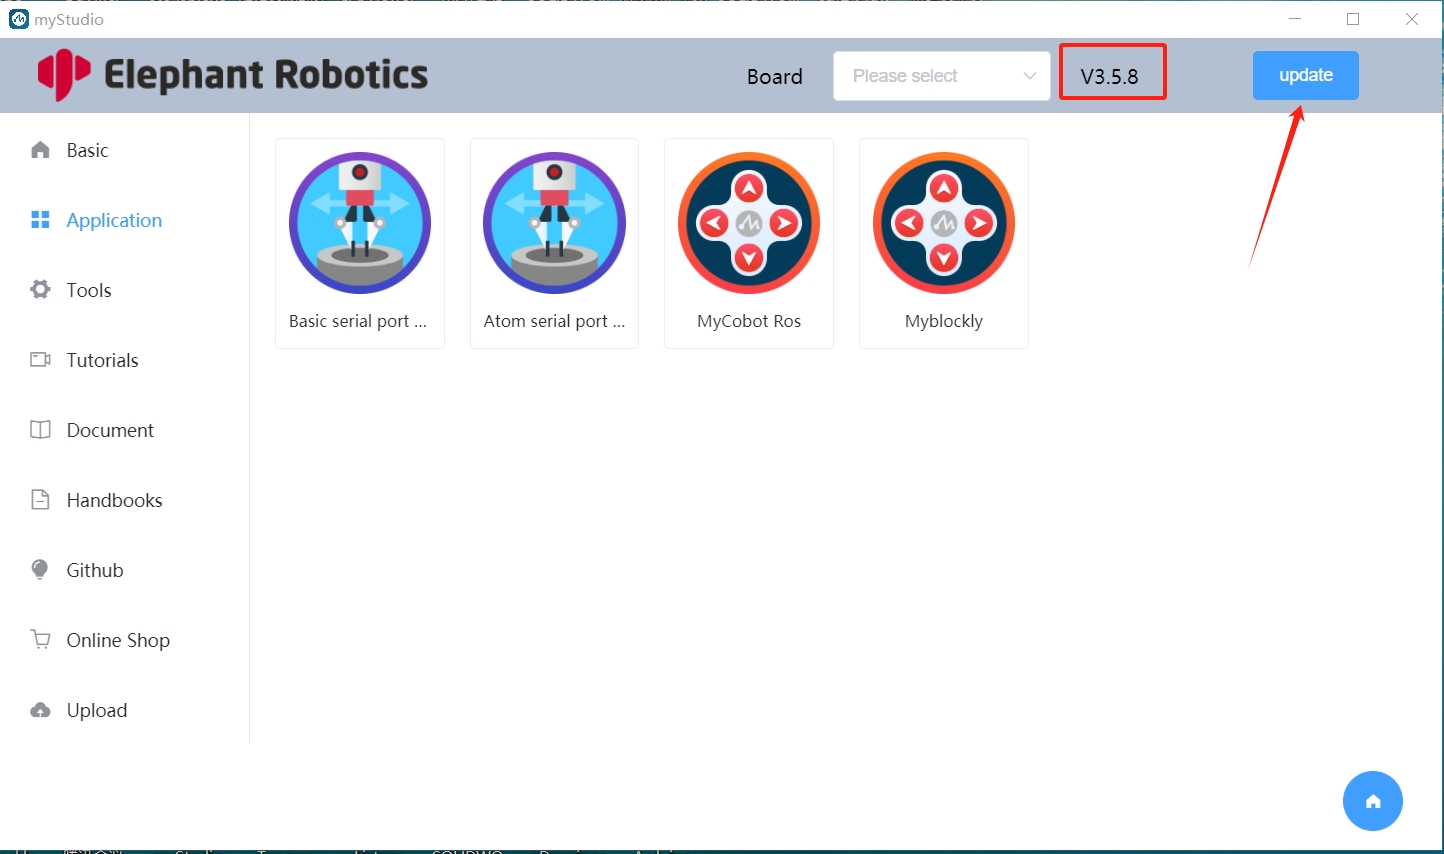 myStudio
Elephant Robotics
Board
Please select
V3.5.8
update
Basic
Application
Tools
Tutorials
Document
Handbooks
Github
Online Shop
Upload
Basic serial port ...
Atom serial port ...
MyCobot Ros
Myblockly